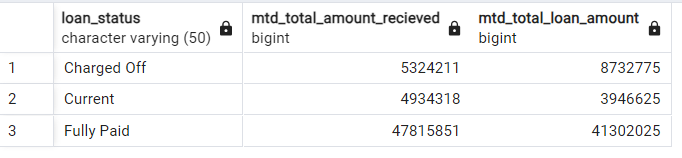 loan_status mtd_total_amount_recieved mtd_total_loan_amount
character varying (50) bigint bigint
1 Charged Off 5324211 8732775
2 Current 4934318 3946625
3 Fully Paid 47815851 41302025